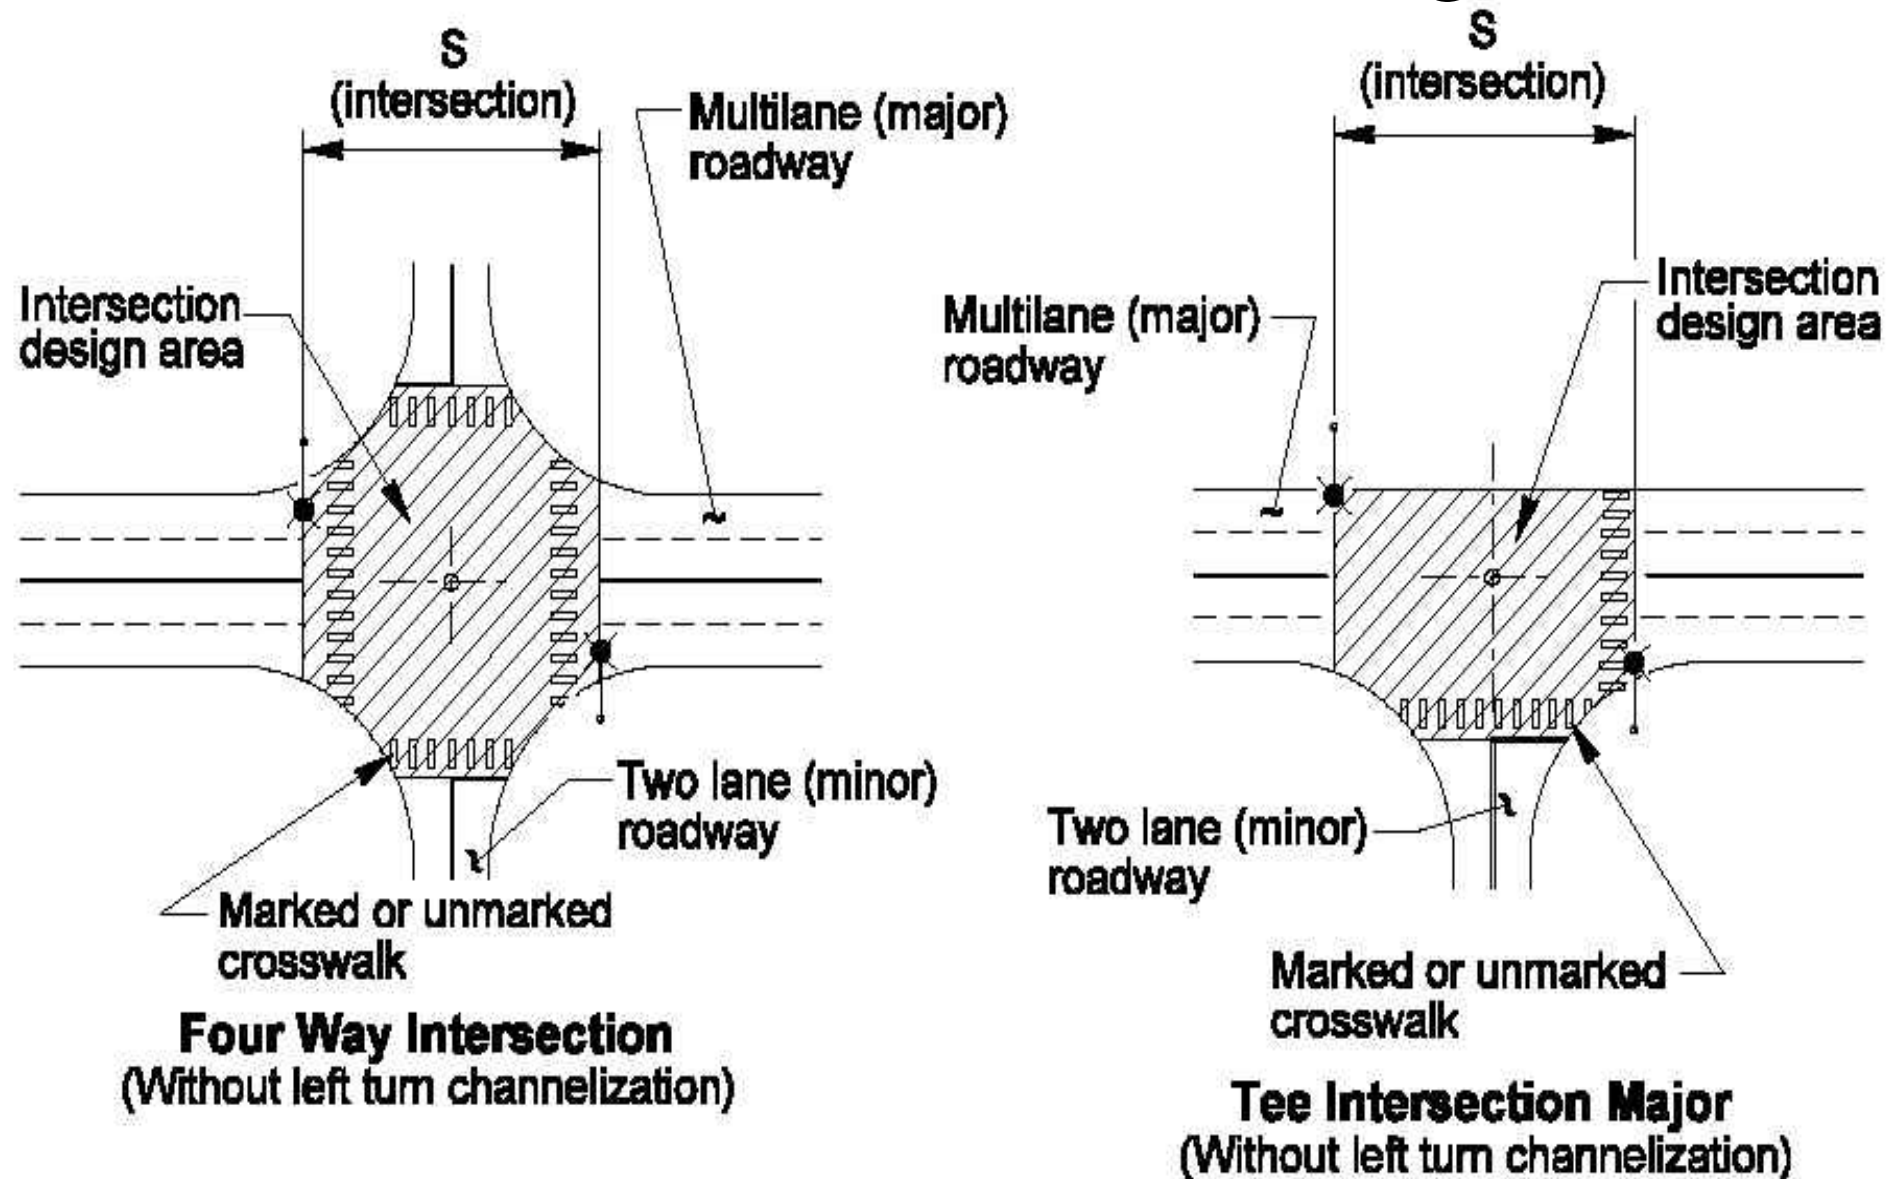 S
(intersection)
Multilane (major)
roadway
Intersection
design area
Two lane (minor)
roadway
Marked or unmarked
crosswalk
Four Way Intersection
(Without left turn channelization)
S
(intersection)
Intersection
design area
Multilane (major)
roadway
Two lane (minor)
roadway
Marked or unmarked
crosswalk
Tee Intersection Major
(Without left turn channelization)